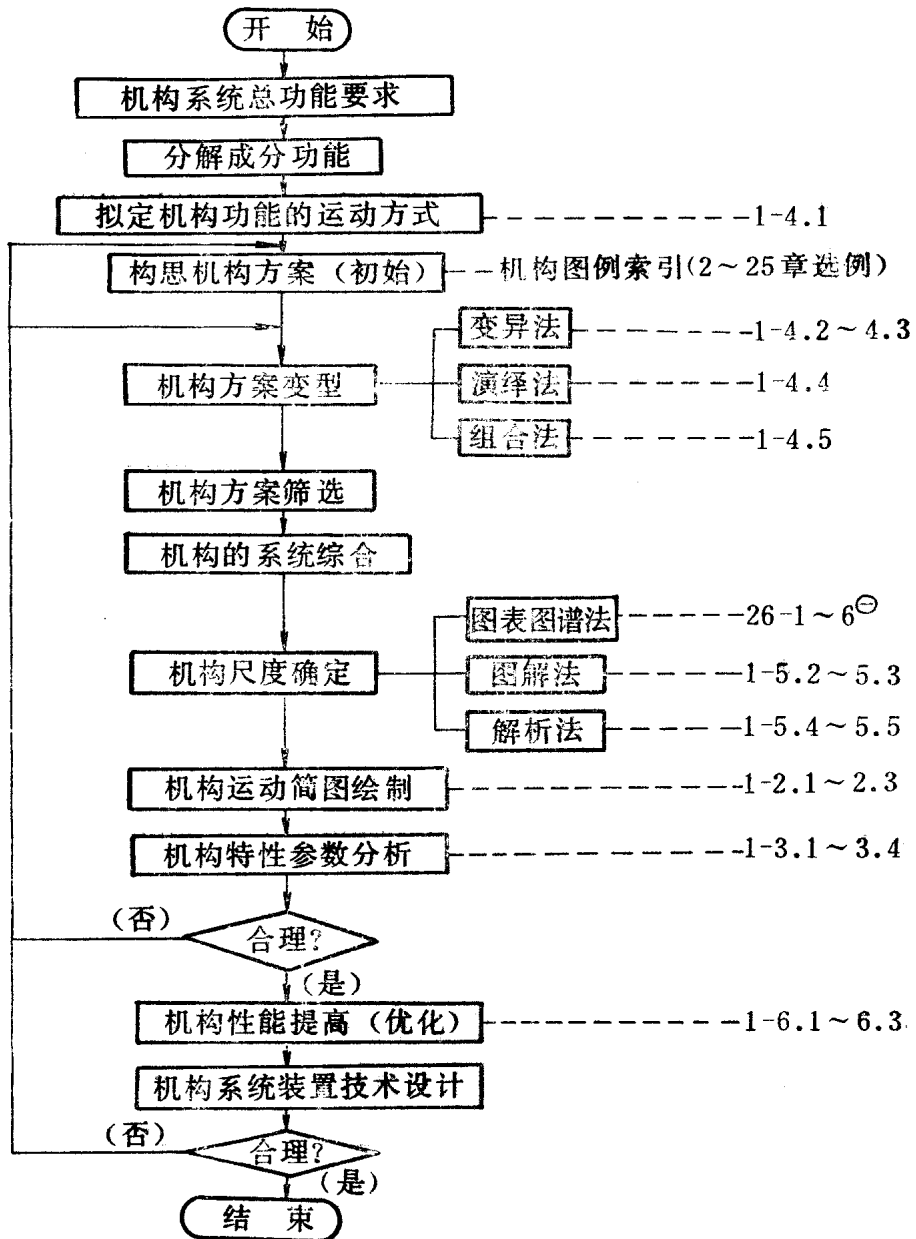 开 始
机构系统总功能要求
分解成分功能
拟定机构功能的运动方式 1-4.1
构思机构方案（初始） 机构图例索引(2～25章选例)
变异法 1-4.2～4.3
机构方案变型 演绎法 1-4.4
组合法 1-4.5
机构方案筛选
机构的系统综合
图表图谱法 26-1～6㊀
机构尺度确定 图解法 1-5.2～5.3
解析法 1-5.4～5.5
机构运动简图绘制 1-2.1～2.3
机构特性参数分析 1-3.1～3.4
（否） 合理？
（是）
机构性能提高（优化） 1-6.1～6.3
机构系统装置技术设计
（否） 合理？
（是）
结 束